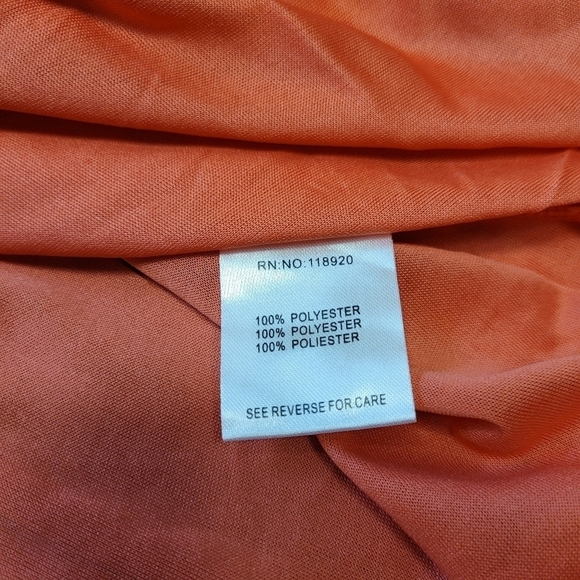 RN:NO:118920
100% POLYESTER
100% POLYESTER
100% POLIESTER
SEE REVERSE FOR CARE